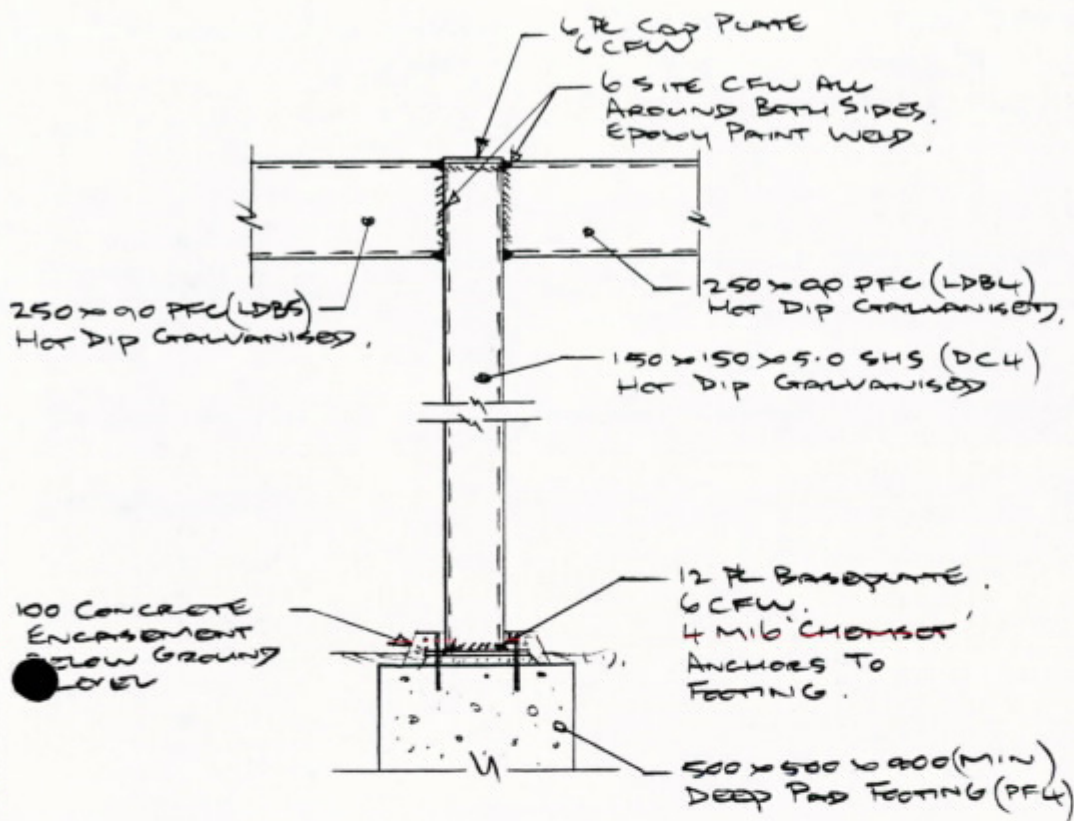 6 PL CAP PLATE
6 CFW
6 SITE CFW ALL
AROUND BOTH SIDES.
EPOXY PAINT WELD.
250 x 90 PFC (LDB5)
HOT DIP GALVANISED.
250 x 90 PFC (LDB4)
HOT DIP GALVANISED.
150 x 150 x 5.0 SHS (DC4)
HOT DIP GALVANISED
100 CONCRETE
ENCASEMENT
BELOW GROUND
LEVEL
12 PL BASEPLATE.
6 CFW.
4 M16 'CHEMSET'
ANCHORS TO
FOOTING.
500 x 500 x 900 (MIN)
DEEP PAD FOOTING (PF4)